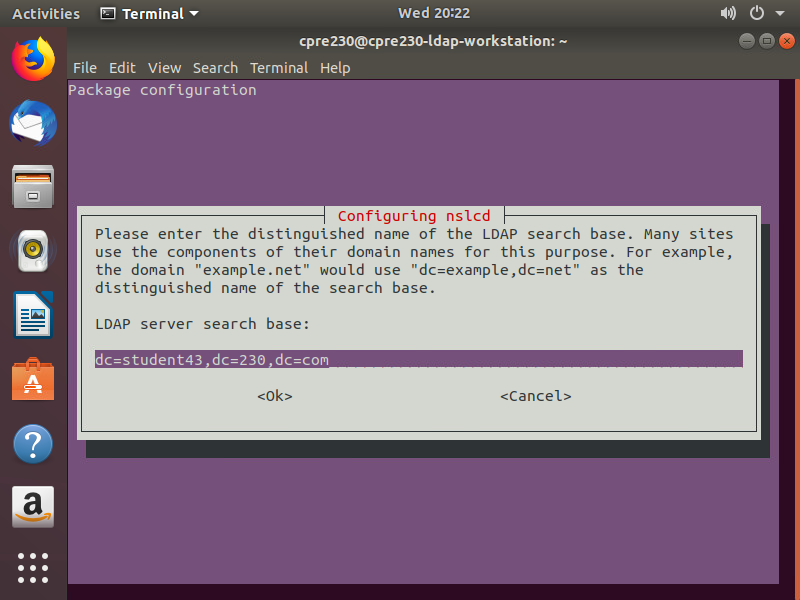 Activities Terminal Wed 20:22
cpre230@cpre230-ldap-workstation: ~
File Edit View Search Terminal Help
Package configuration
Configuring nslcd
Please enter the distinguished name of the LDAP search base. Many sites
use the components of their domain names for this purpose. For example,
the domain "example.net" would use "dc=example,dc=net" as the
distinguished name of the search base.
LDAP server search base:
dc=student43,dc=230,dc=com
<Ok> <Cancel>